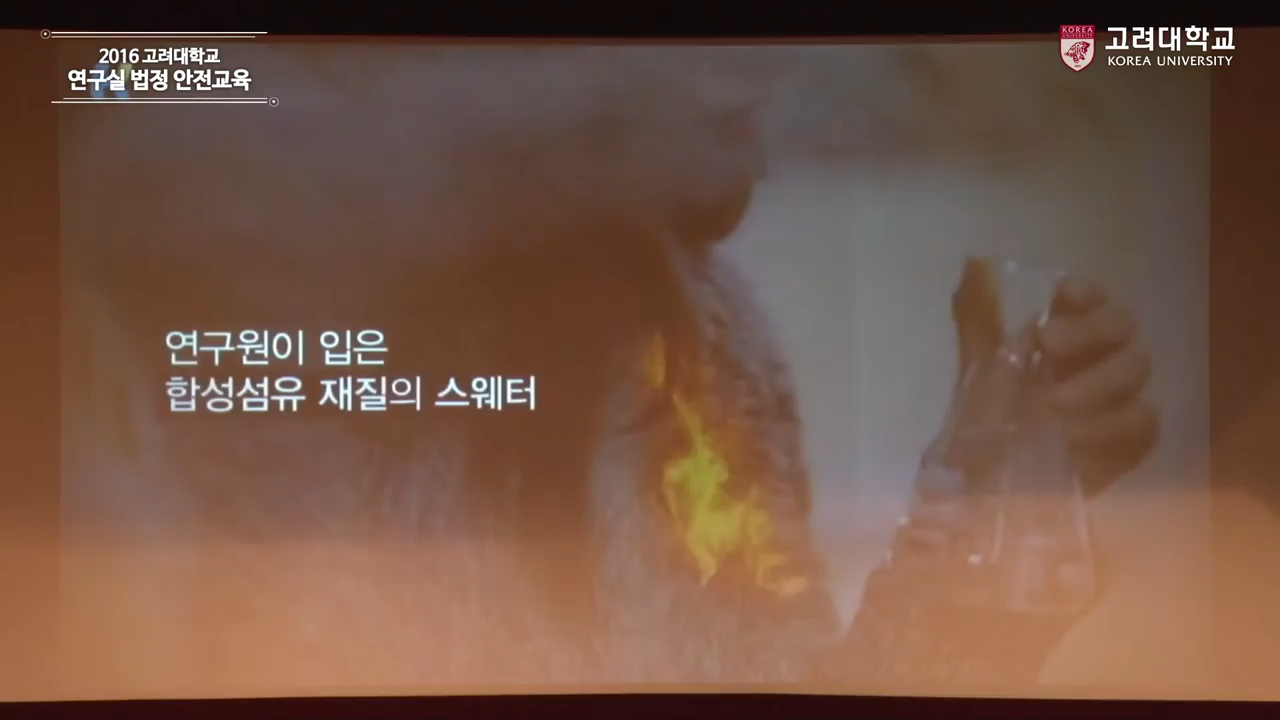 2016 고려대학교
연구실 법정 안전교육
KOREA
UNIVERSITY
고려대학교
KOREA UNIVERSITY
연구원이 입은
합성섬유 재질의 스웨터